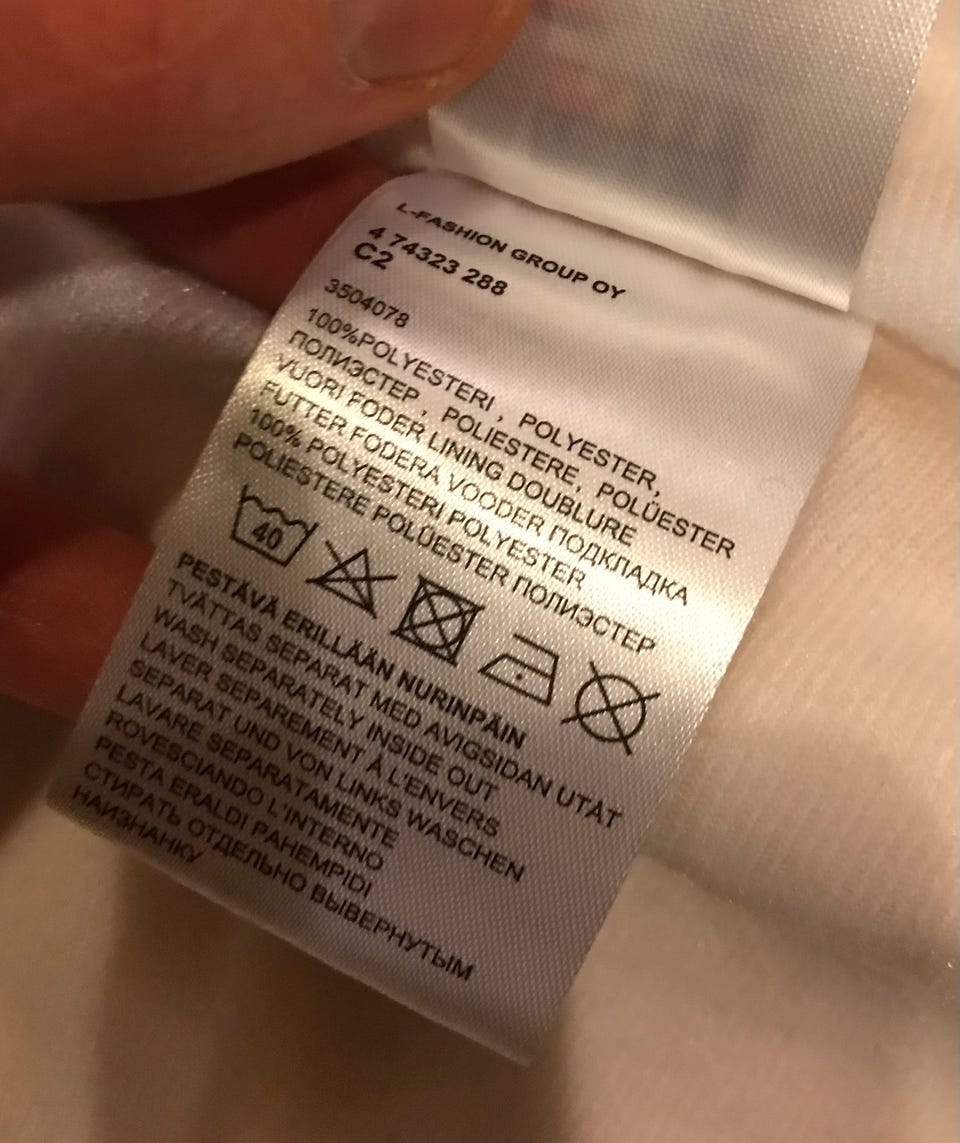 L-FASHION GROUP OY
4 74323 288
C2
3504078
100%POLYESTERI , POLYESTER,
ПОЛИЭСТЕР , POLIESTERE, POLÜESTER
VUORI FODER LINING DOUBLURE
FUTTER FODERA VOODER ПОДКЛАДКА
100% POLYESTERI POLYESTER
POLIESTERE POLÜESTER ПОЛИЭСТЕР
40
PESTÄVÄ ERILLÄÄN NURINPÄIN
TVÄTTAS SEPARAT MED AVIGSIDAN UTÅT
WASH SEPARATELY INSIDE OUT
LAVER SEPAREMENT À L'ENVERS
SEPARAT UND VON LINKS WASCHEN
LAVARE SEPARATAMENTE
ROVESCIANDO L'INTERNO
PESTA ERALDI PAHEMPIDI
СТИРАТЬ ОТДЕЛЬНО ВЫВЕРНУТЫМ
НАИЗНАНКУ